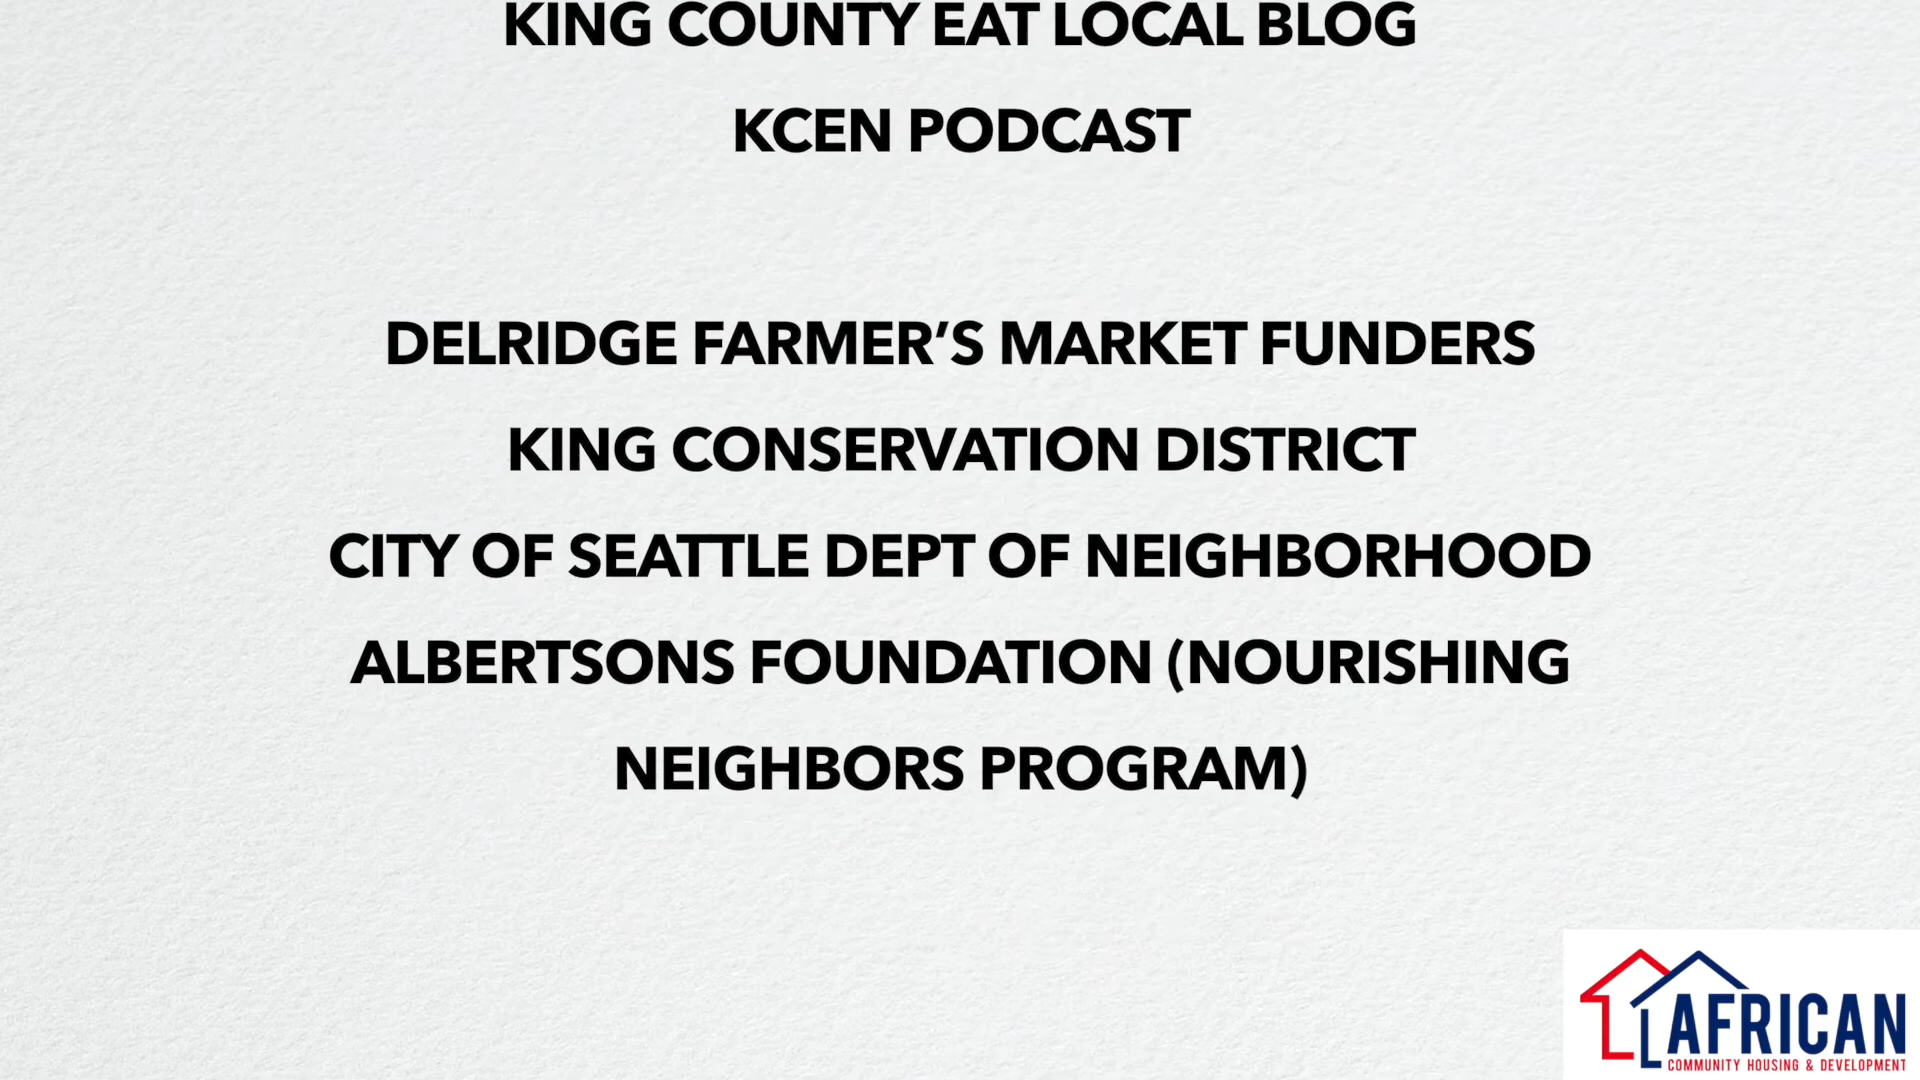 KING COUNTY EAT LOCAL BLOG
KCEN PODCAST
DELRIDGE FARMER’S MARKET FUNDERS
KING CONSERVATION DISTRICT
CITY OF SEATTLE DEPT OF NEIGHBORHOOD
ALBERTSONS FOUNDATION (NOURISHING
NEIGHBORS PROGRAM)
AFRICAN
COMMUNITY HOUSING & DEVELOPMENT